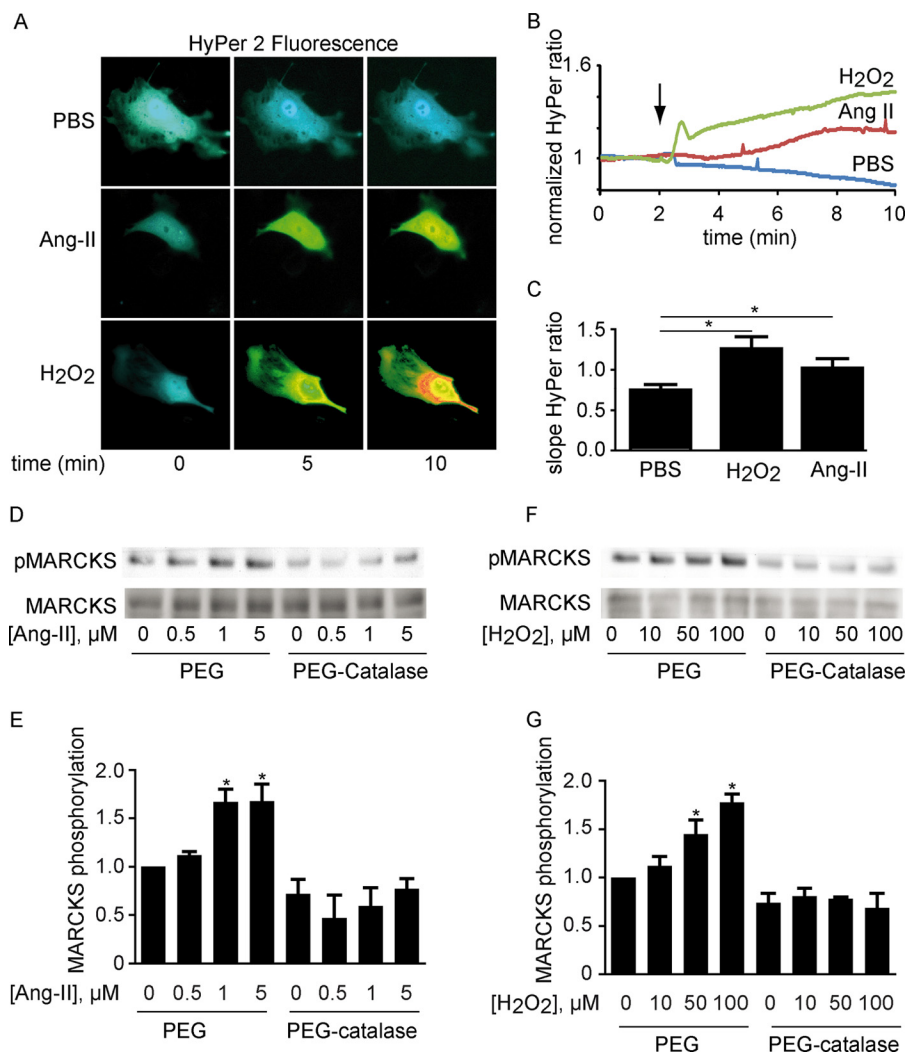 A
HyPer 2 Fluorescence
PBS
Ang-II
H2O2
time (min) 0 5 10
B
normalized HyPer ratio
1.6
1
H2O2
Ang II
PBS
0 2 4 6 8 10
time (min)
C
slope HyPer ratio
1.5
1.0
0.5
0.0
* *
PBS H2O2 Ang-II
D
pMARCKS
MARCKS
[Ang-II], µM 0 0.5 1 5 0 0.5 1 5
PEG PEG-Catalase
F
pMARCKS
MARCKS
[H2O2], µM 0 10 50 100 0 10 50 100
PEG PEG-Catalase
E
MARCKS phosphorylation
2.0
1.5
1.0
0.5
0
* *
[Ang-II], µM 0 0.5 1 5 0 0.5 1 5
PEG PEG-catalase
G
MARCKS phosphorylation
2.0
1.5
1.0
0.5
0
* *
[H2O2], µM 0 10 50 100 0 10 50 100
PEG PEG-catalase